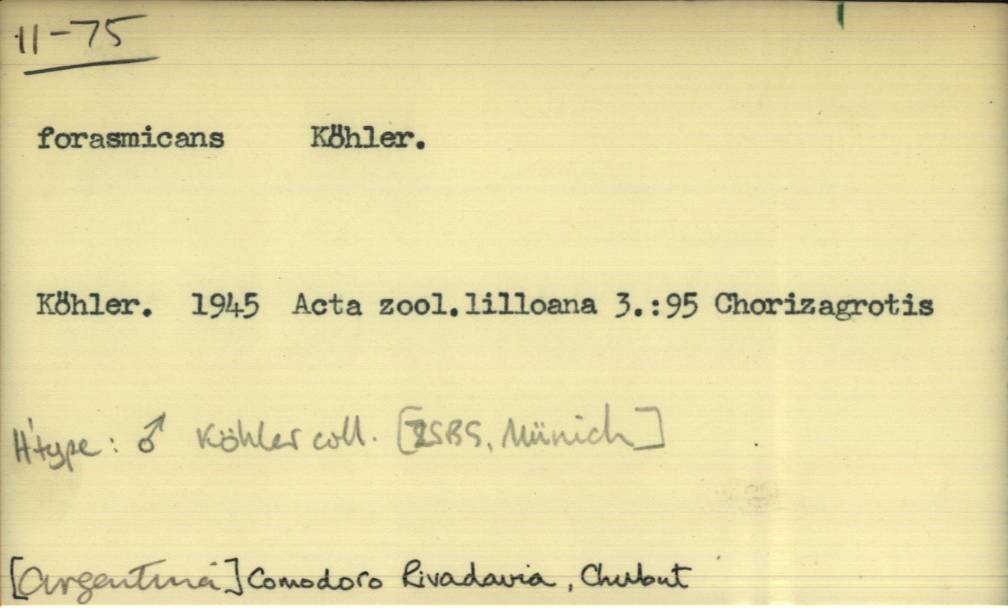 11-75
forasmicans Köhler.
Köhler. 1945 Acta zool.lilloana 3.:95 Chorizagrotis
H'type: ♂ Köhler coll. [ZSBS, Münich]
[Argentina] Comodoro Rivadavia, Chubut